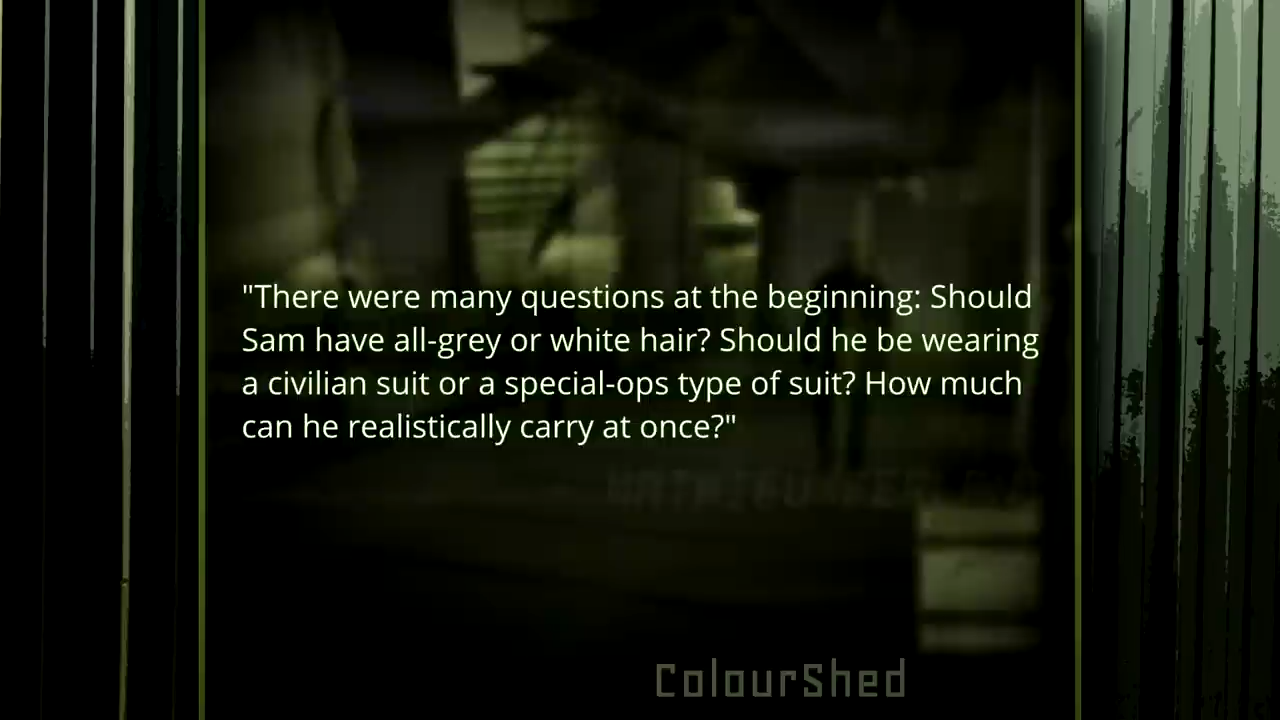 "There were many questions at the beginning: Should
Sam have all-grey or white hair? Should he be wearing
a civilian suit or a special-ops type of suit? How much
can he realistically carry at once?"
ColourShed